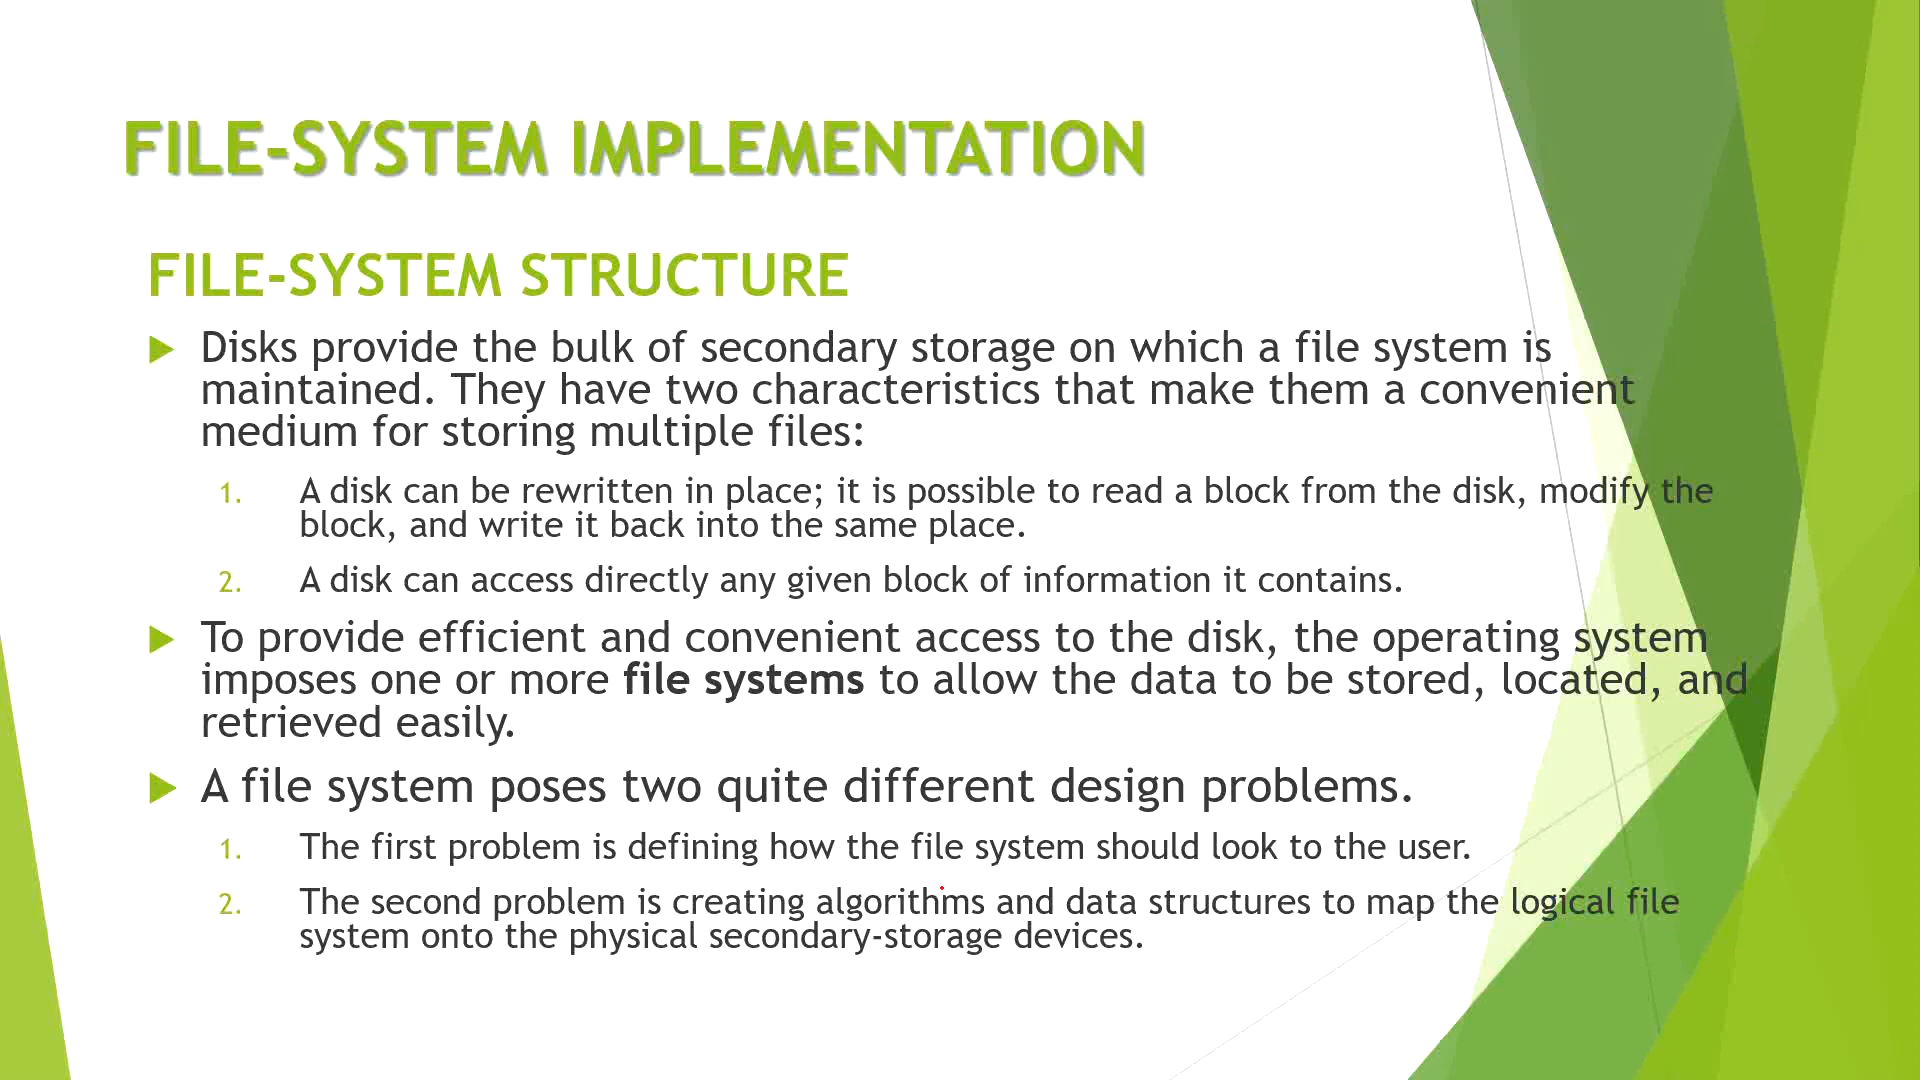 FILE-SYSTEM IMPLEMENTATION
FILE-SYSTEM STRUCTURE
Disks provide the bulk of secondary storage on which a file system is
maintained. They have two characteristics that make them a convenient
medium for storing multiple files:
1. A disk can be rewritten in place; it is possible to read a block from the disk, modify the
block, and write it back into the same place.
2. A disk can access directly any given block of information it contains.
To provide efficient and convenient access to the disk, the operating system
imposes one or more file systems to allow the data to be stored, located, and
retrieved easily.
A file system poses two quite different design problems.
1. The first problem is defining how the file system should look to the user.
2. The second problem is creating algorithms and data structures to map the logical file
system onto the physical secondary-storage devices.